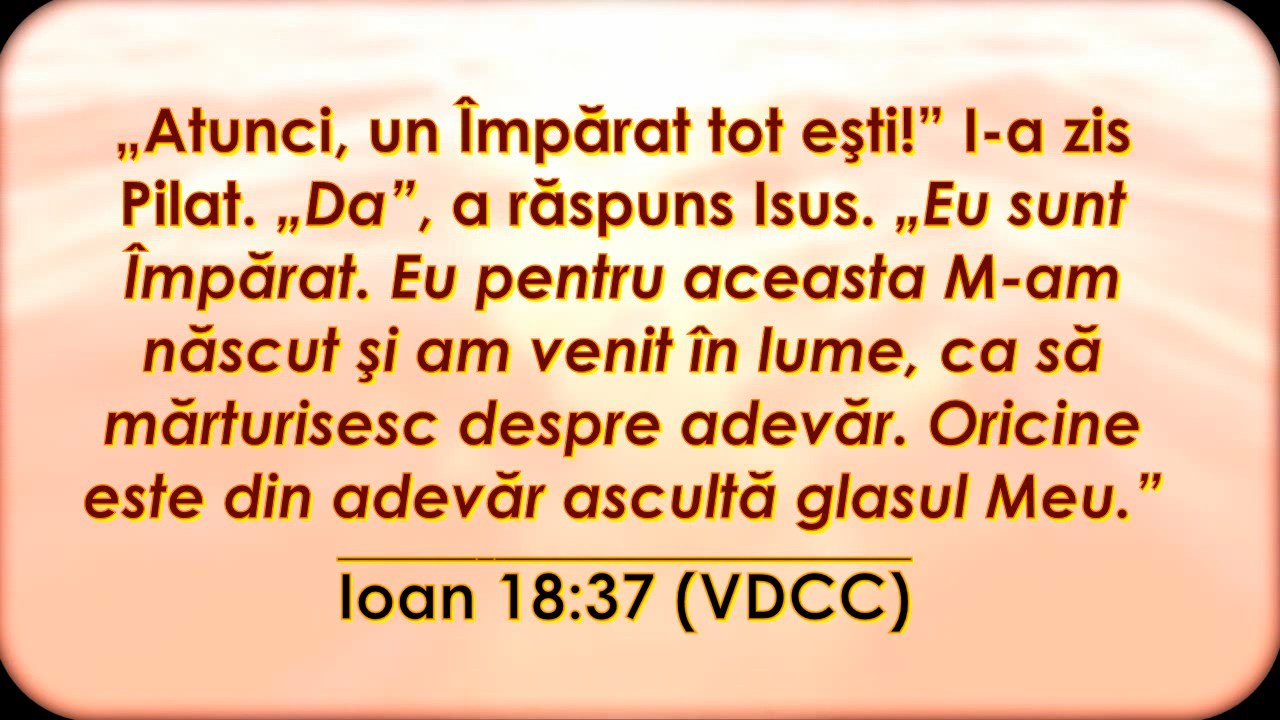 „Atunci, un Împărat tot eşti!” I-a zis
Pilat. „Da”, a răspuns Isus. „Eu sunt
Împărat. Eu pentru aceasta M-am
născut şi am venit în lume, ca să
mărturisesc despre adevăr. Oricine
este din adevăr ascultă glasul Meu.”
Ioan 18:37 (VDCC)